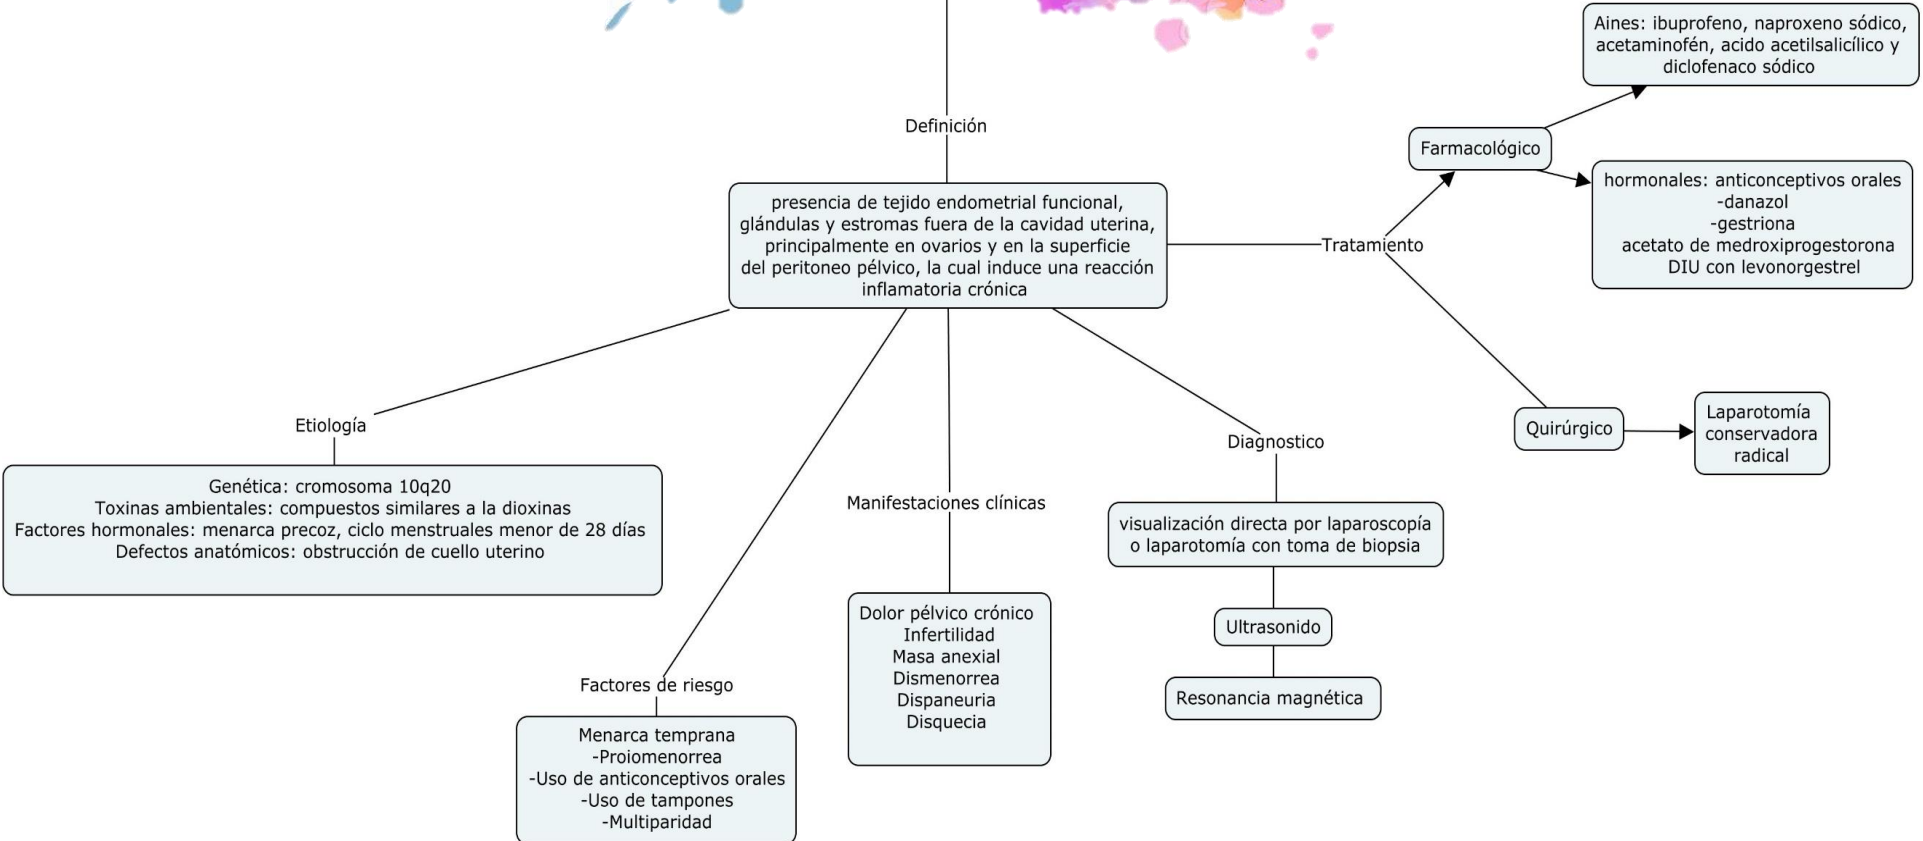 Aines: ibuprofeno, naproxeno sódico,
acetaminofén, acido acetilsalicílico y
diclofenaco sódico
Definición
Farmacológico
hormonales: anticonceptivos orales
-danazol
-gestriona
acetato de medroxiprogestorona
DIU con levonorgestrel
presencia de tejido endometrial funcional,
glándulas y estromas fuera de la cavidad uterina,
principalmente en ovarios y en la superficie
del peritoneo pélvico, la cual induce una reacción
inflamatoria crónica
Tratamiento
Quirúrgico
Laparotomía
conservadora
radical
Etiología
Genética: cromosoma 10q20
Toxinas ambientales: compuestos similares a la dioxinas
Factores hormonales: menarca precoz, ciclo menstruales menor de 28 días
Defectos anatómicos: obstrucción de cuello uterino
Diagnostico
visualización directa por laparoscopía
o laparotomía con toma de biopsia
Ultrasonido
Resonancia magnética
Manifestaciones clínicas
Dolor pélvico crónico
Infertilidad
Masa anexial
Dismenorrea
Dispaneuria
Disquecia
Factores de riesgo
Menarca temprana
-Proiomenorrea
-Uso de anticonceptivos orales
-Uso de tampones
-Multiparidad